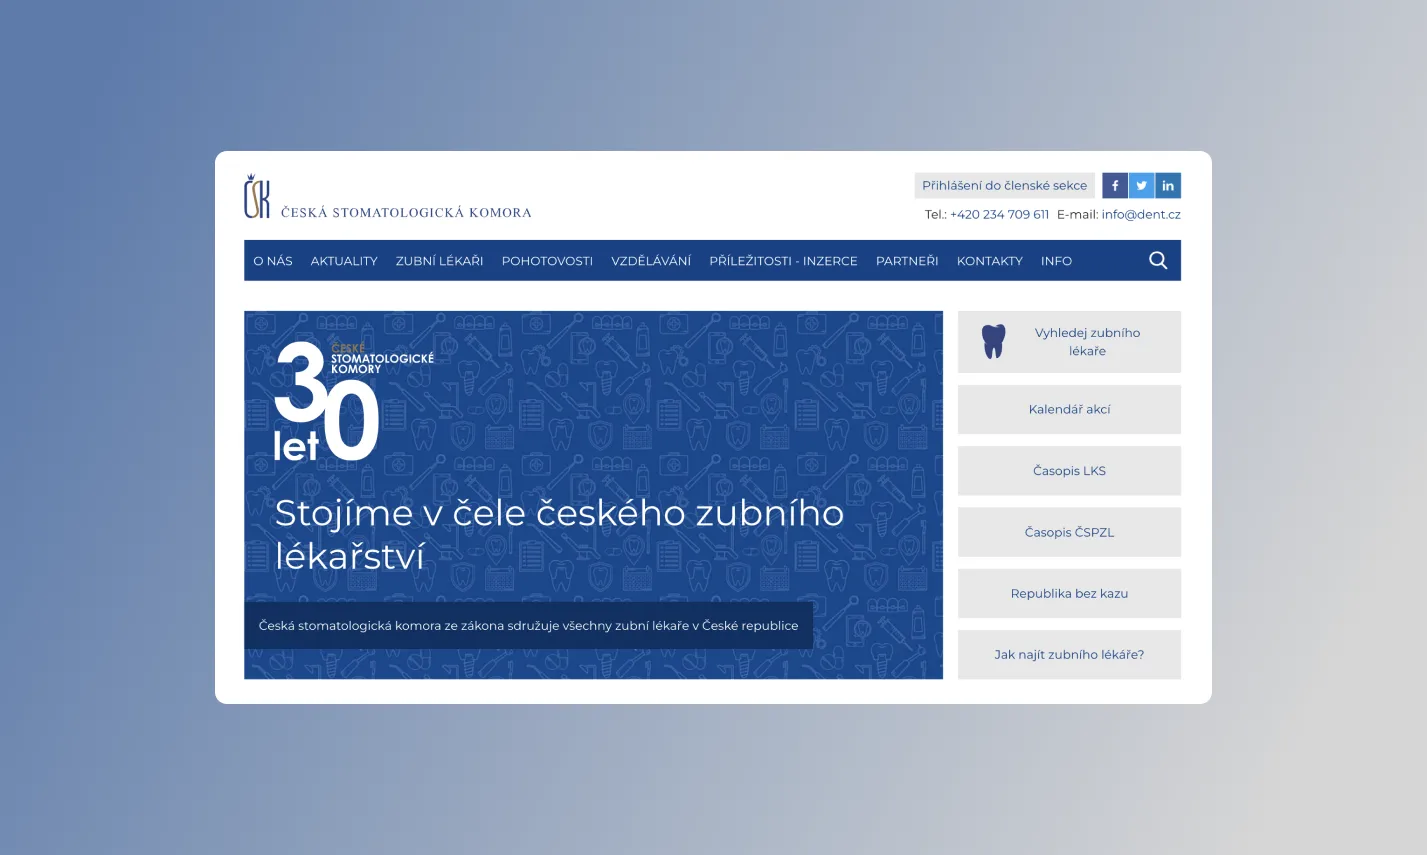 ČSK ČESKÁ STOMATOLOGICKÁ KOMORA
Přihlášení do členské sekce
Tel.: +420 234 709 611 E-mail: info@dent.cz
O NÁS AKTUALITY ZUBNÍ LÉKAŘI POHOTOVOSTI VZDĚLÁVÁNÍ PŘÍLEŽITOSTI - INZERCE PARTNEŘI KONTAKTY INFO
30 let
ČESKÉ
STOMATOLOGICKÉ
KOMORY
Stojíme v čele českého zubního
lékařství
Česká stomatologická komora ze zákona sdružuje všechny zubní lékaře v České republice
Vyhledej zubního
lékaře
Kalendář akcí
Časopis LKS
Časopis ČSPZL
Republika bez kazu
Jak najít zubního lékáře?